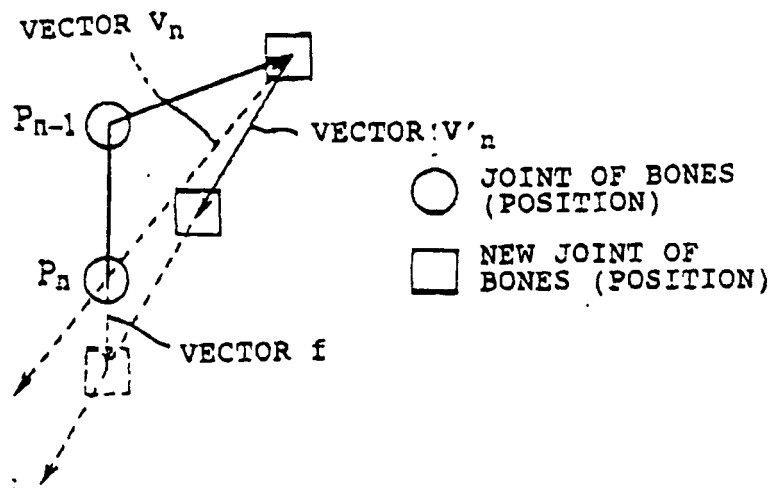 VECTOR Vn
Pn-1
VECTOR V'n
JOINT OF BONES
(POSITION)
NEW JOINT OF
BONES (POSITION)
Pn
VECTOR f